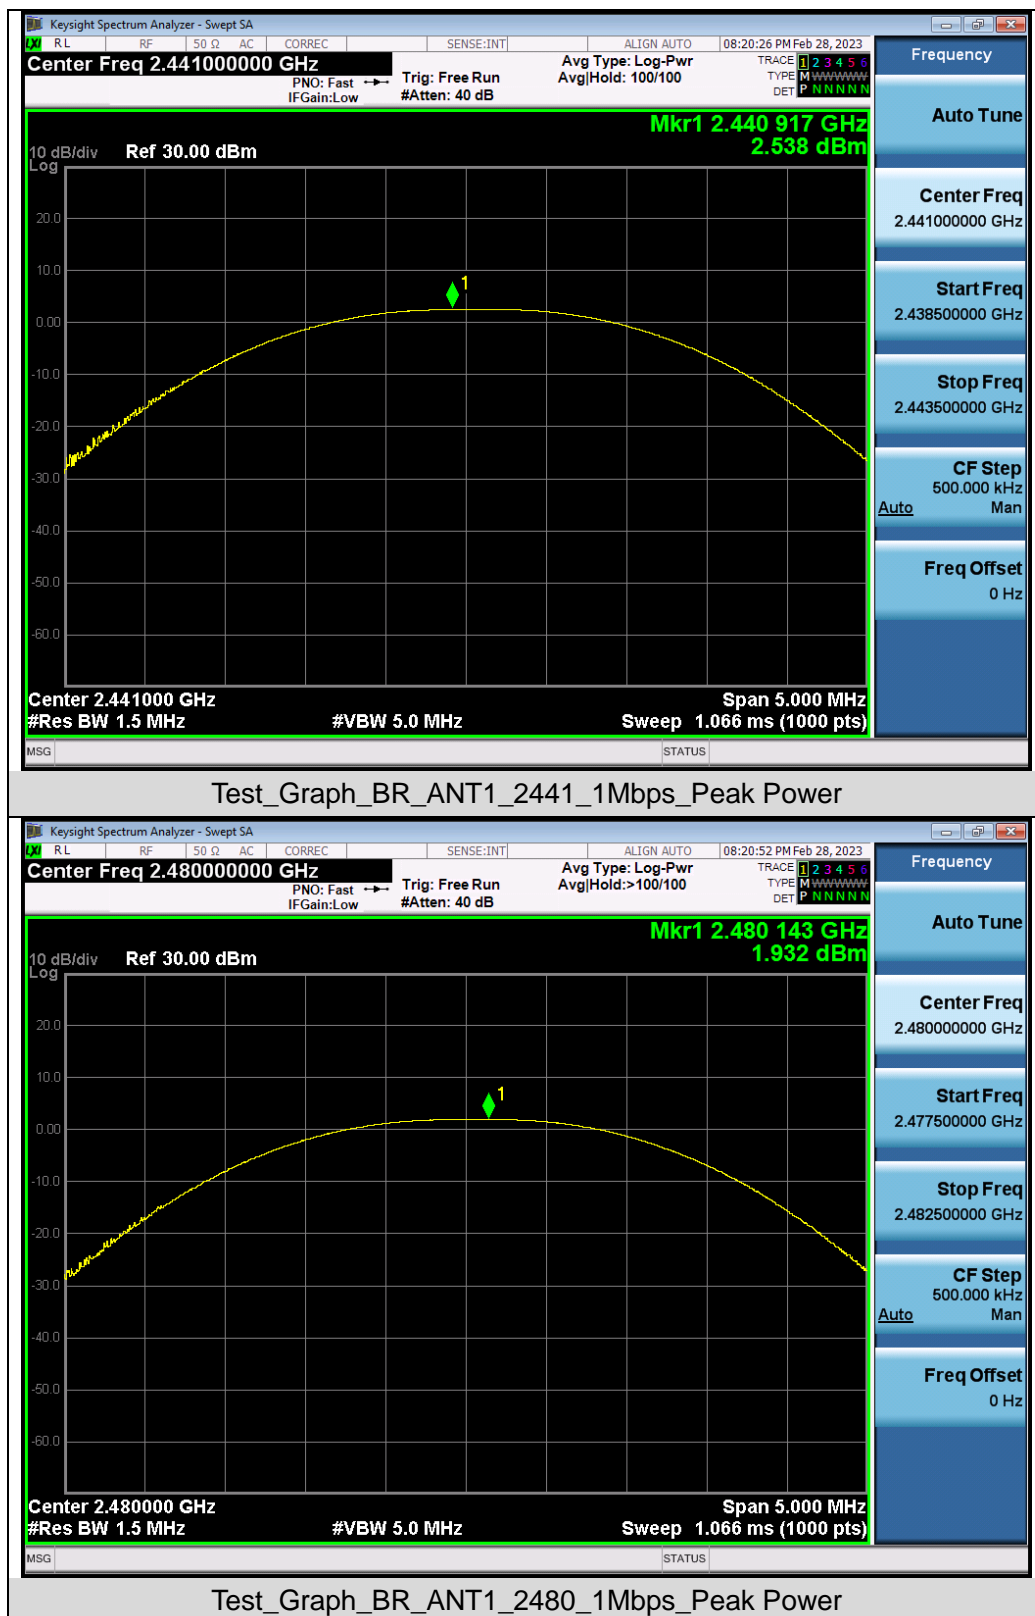 Keysight Spectrum Analyzer - Swept SA
LXI RL RF 50 Ω AC CORREC SENSE:INT ALIGN AUTO 08:20:26 PM Feb 28, 2023
Center Freq 2.441000000 GHz
PNO: Fast
IFGain:Low
Trig: Free Run
#Atten: 40 dB
Avg Type: Log-Pwr
Avg|Hold: 100/100
TRACE 1 2 3 4 5 6
TYPE M WWWWW
DET P N N N N N
Mkr1 2.440 917 GHz
2.538 dBm
10 dB/div Ref 30.00 dBm
Log
20.0
10.0
1
0.00
-10.0
-20.0
-30.0
-40.0
-50.0
-60.0
Center 2.441000 GHz Span 5.000 MHz
#Res BW 1.5 MHz #VBW 5.0 MHz Sweep 1.066 ms (1000 pts)
MSG STATUS
Frequency
Auto Tune
Center Freq
2.441000000 GHz
Start Freq
2.438500000 GHz
Stop Freq
2.443500000 GHz
CF Step
500.000 kHz
Auto Man
Freq Offset
0 Hz
Test_Graph_BR_ANT1_2441_1Mbps_Peak Power
Keysight Spectrum Analyzer - Swept SA
LXI RL RF 50 Ω AC CORREC SENSE:INT ALIGN AUTO 08:20:52 PM Feb 28, 2023
Center Freq 2.480000000 GHz
PNO: Fast
IFGain:Low
Trig: Free Run
#Atten: 40 dB
Avg Type: Log-Pwr
Avg|Hold:>100/100
TRACE 1 2 3 4 5 6
TYPE M WWWWW
DET P N N N N N
Mkr1 2.480 143 GHz
1.932 dBm
10 dB/div Ref 30.00 dBm
Log
20.0
10.0
1
0.00
-10.0
-20.0
-30.0
-40.0
-50.0
-60.0
Center 2.480000 GHz Span 5.000 MHz
#Res BW 1.5 MHz #VBW 5.0 MHz Sweep 1.066 ms (1000 pts)
MSG STATUS
Frequency
Auto Tune
Center Freq
2.480000000 GHz
Start Freq
2.477500000 GHz
Stop Freq
2.482500000 GHz
CF Step
500.000 kHz
Auto Man
Freq Offset
0 Hz
Test_Graph_BR_ANT1_2480_1Mbps_Peak Power